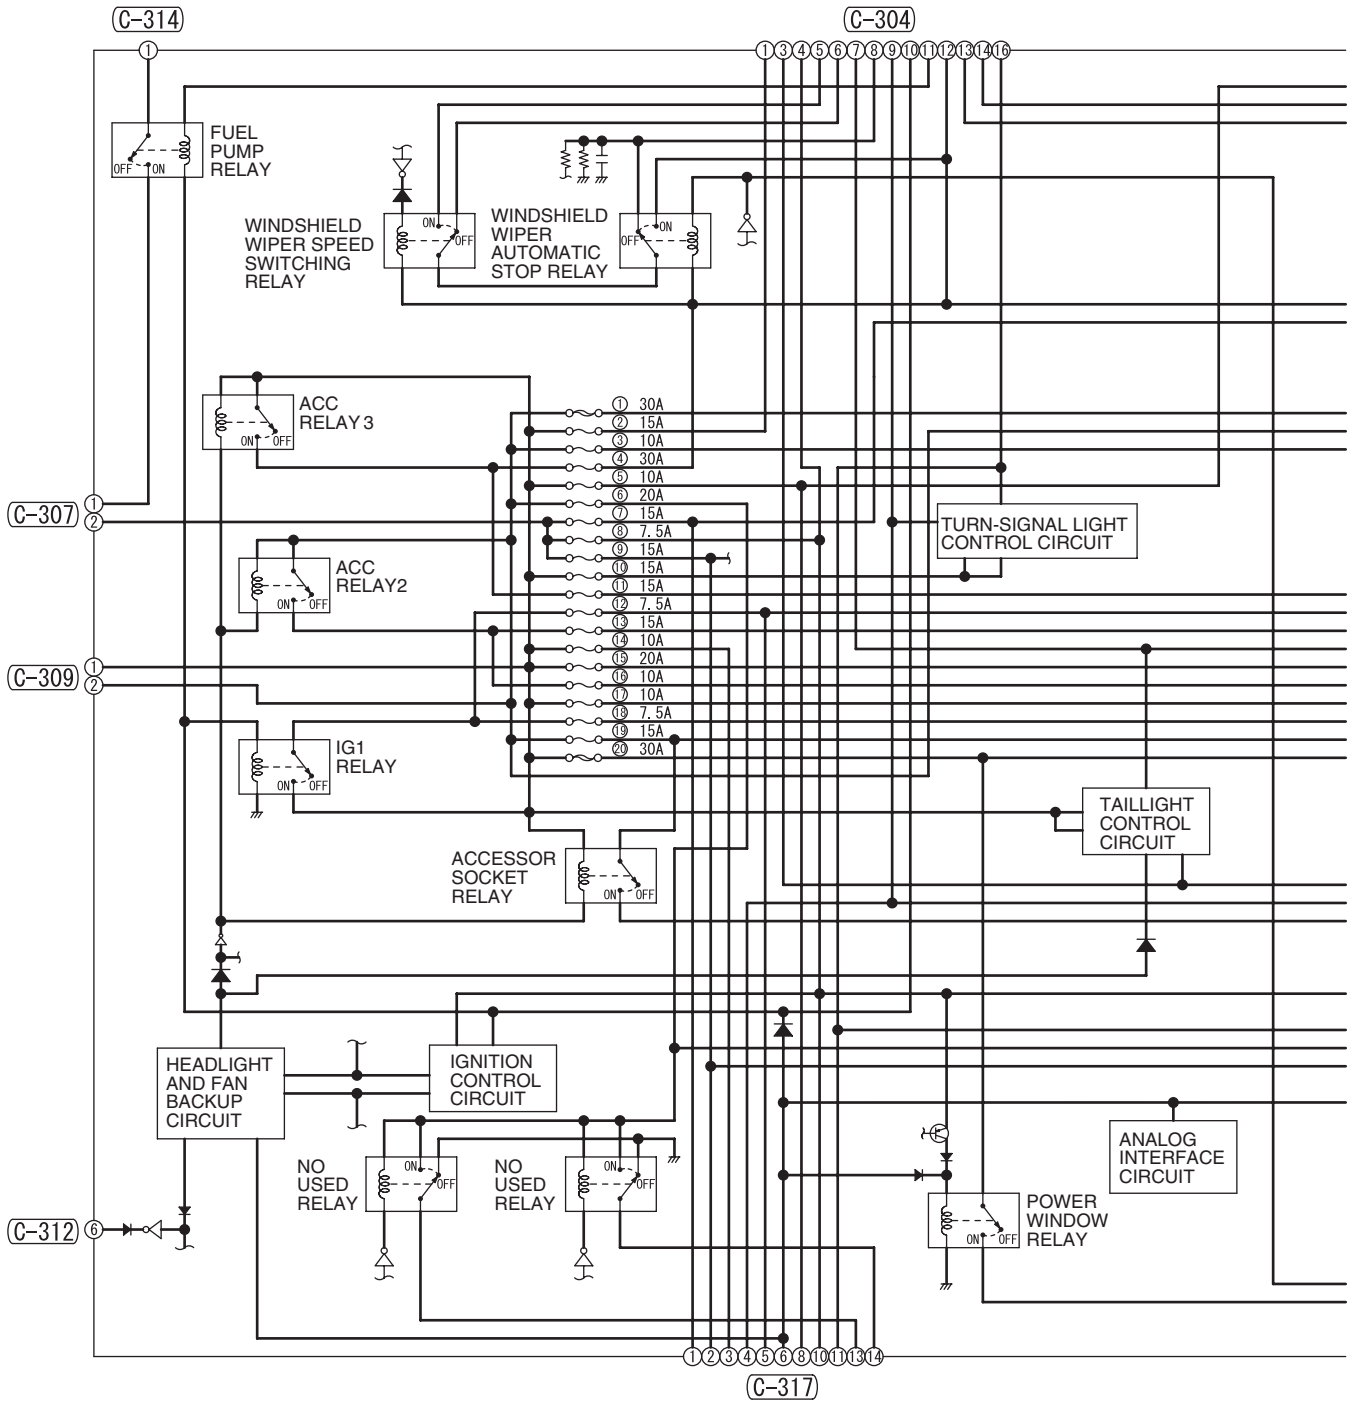 C-314
C-304
1
1 3 4 5 6 7 8 9 10 11 12 13 14 16
FUEL
PUMP
RELAY
OFF ON
WINDSHIELD
WIPER SPEED
SWITCHING
RELAY
ON
OFF
WINDSHIELD
WIPER
AUTOMATIC
STOP RELAY
ON
OFF
ACC
RELAY 3
ON OFF
1 30A
2 15A
3 10A
4 30A
5 10A
6 20A
7 15A
8 7.5A
9 15A
10 15A
11 15A
12 7.5A
13 15A
14 10A
15 20A
16 10A
17 10A
18 7.5A
19 15A
20 30A
C-307
1
2
TURN-SIGNAL LIGHT
CONTROL CIRCUIT
ACC
RELAY2
ON OFF
C-309
1
2
IG1
RELAY
ON OFF
TAILLIGHT
CONTROL
CIRCUIT
ACCESSOR
SOCKET
RELAY
ON OFF
HEADLIGHT
AND FAN
BACKUP
CIRCUIT
IGNITION
CONTROL
CIRCUIT
NO
USED
RELAY
ON
OFF
NO
USED
RELAY
ON
OFF
ANALOG
INTERFACE
CIRCUIT
POWER
WINDOW
RELAY
ON OFF
C-312
6
1 2 3 4 5 6 8 10 11 13 14
C-317